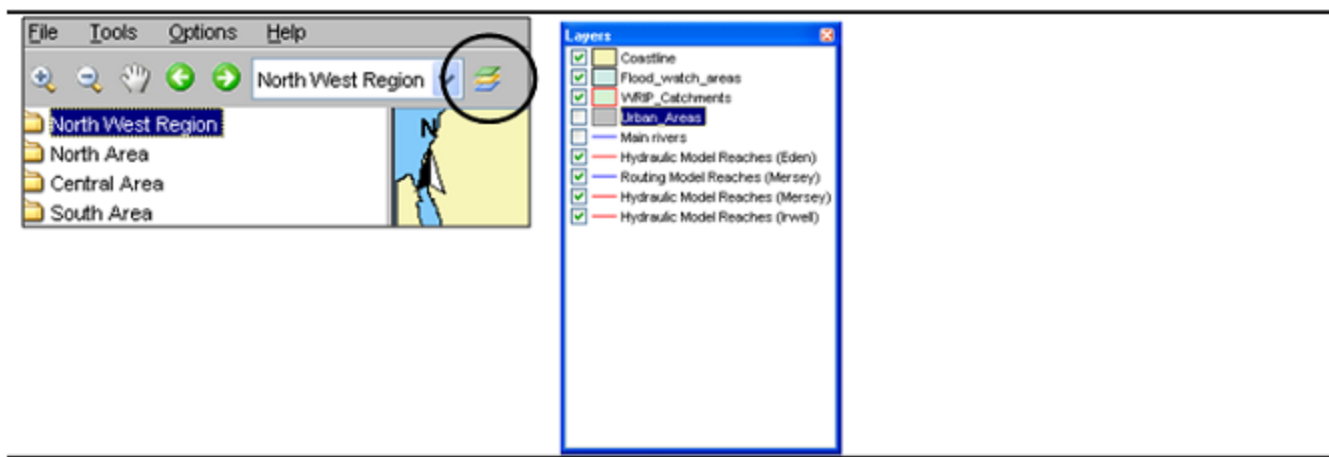 File Tools Options Help
North West Region
North West Region
North Area
Central Area
South Area
N
Layers
Coastline
Flood_watch_areas
WRIP_Catchments
Urban_Areas
Main rivers
Hydraulic Model Reaches (Eden)
Routing Model Reaches (Mersey)
Hydraulic Model Reaches (Mersey)
Hydraulic Model Reaches (Irwell)